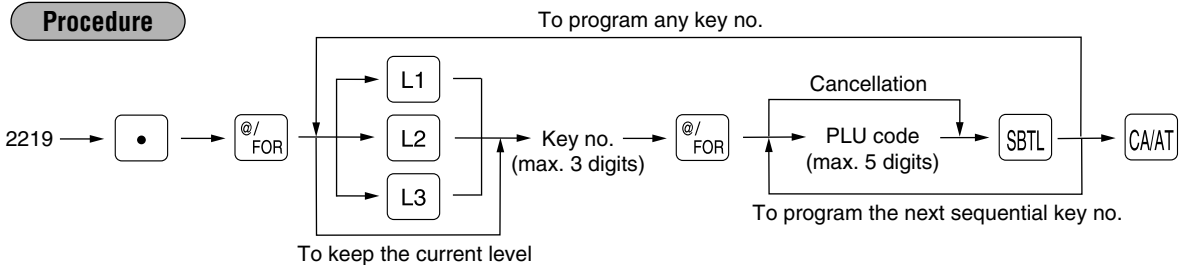 Procedure
To program any key no.
2219
•
@/
FOR
L1
L2
L3
Key no.
(max. 3 digits)
@/
FOR
Cancellation
PLU code
(max. 5 digits)
SBTL
CA/AT
To program the next sequential key no.
To keep the current level